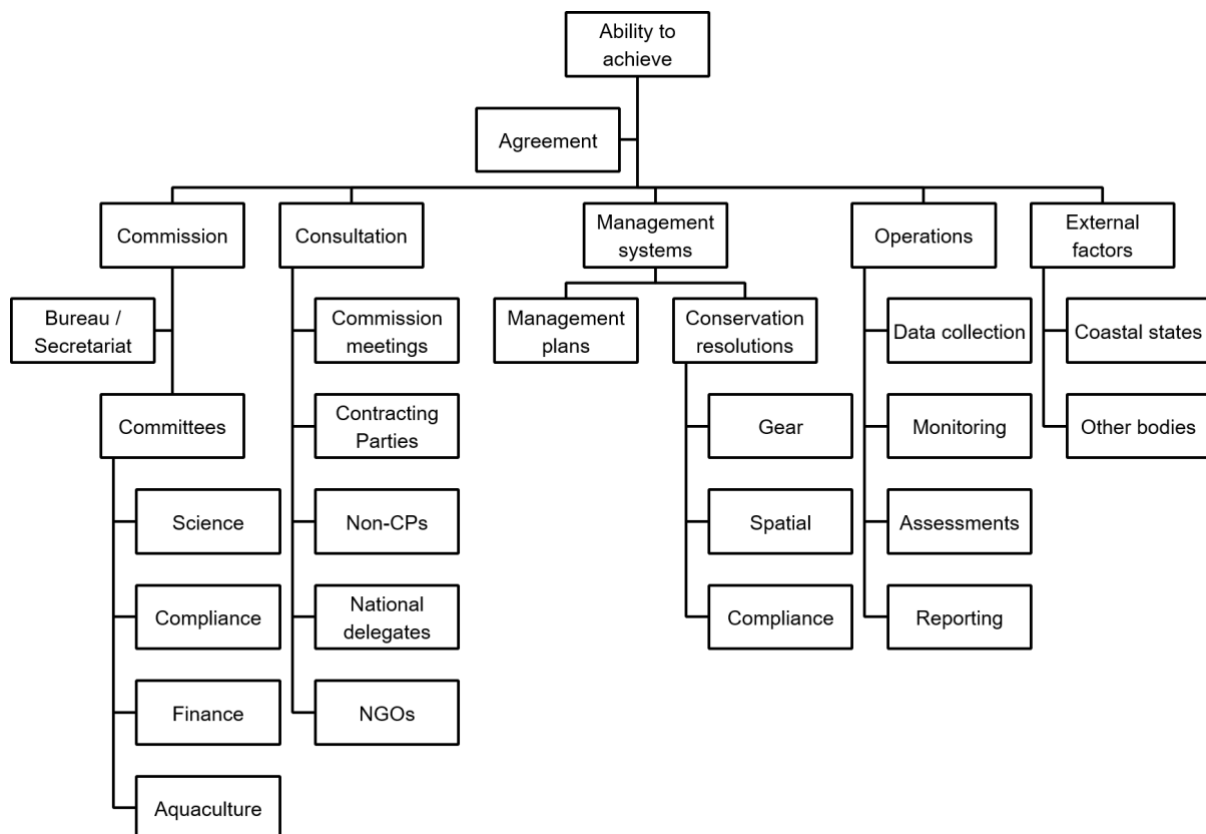 Ability to
achieve
Agreement
Commission
Consultation
Management
systems
Operations
External
factors
Bureau /
Secretariat
Commission
meetings
Management
plans
Conservation
resolutions
Data collection
Coastal states
Committees
Contracting
Parties
Gear
Monitoring
Other bodies
Science
Non-CPs
Spatial
Assessments
Compliance
National
delegates
Compliance
Reporting
Finance
NGOs
Aquaculture